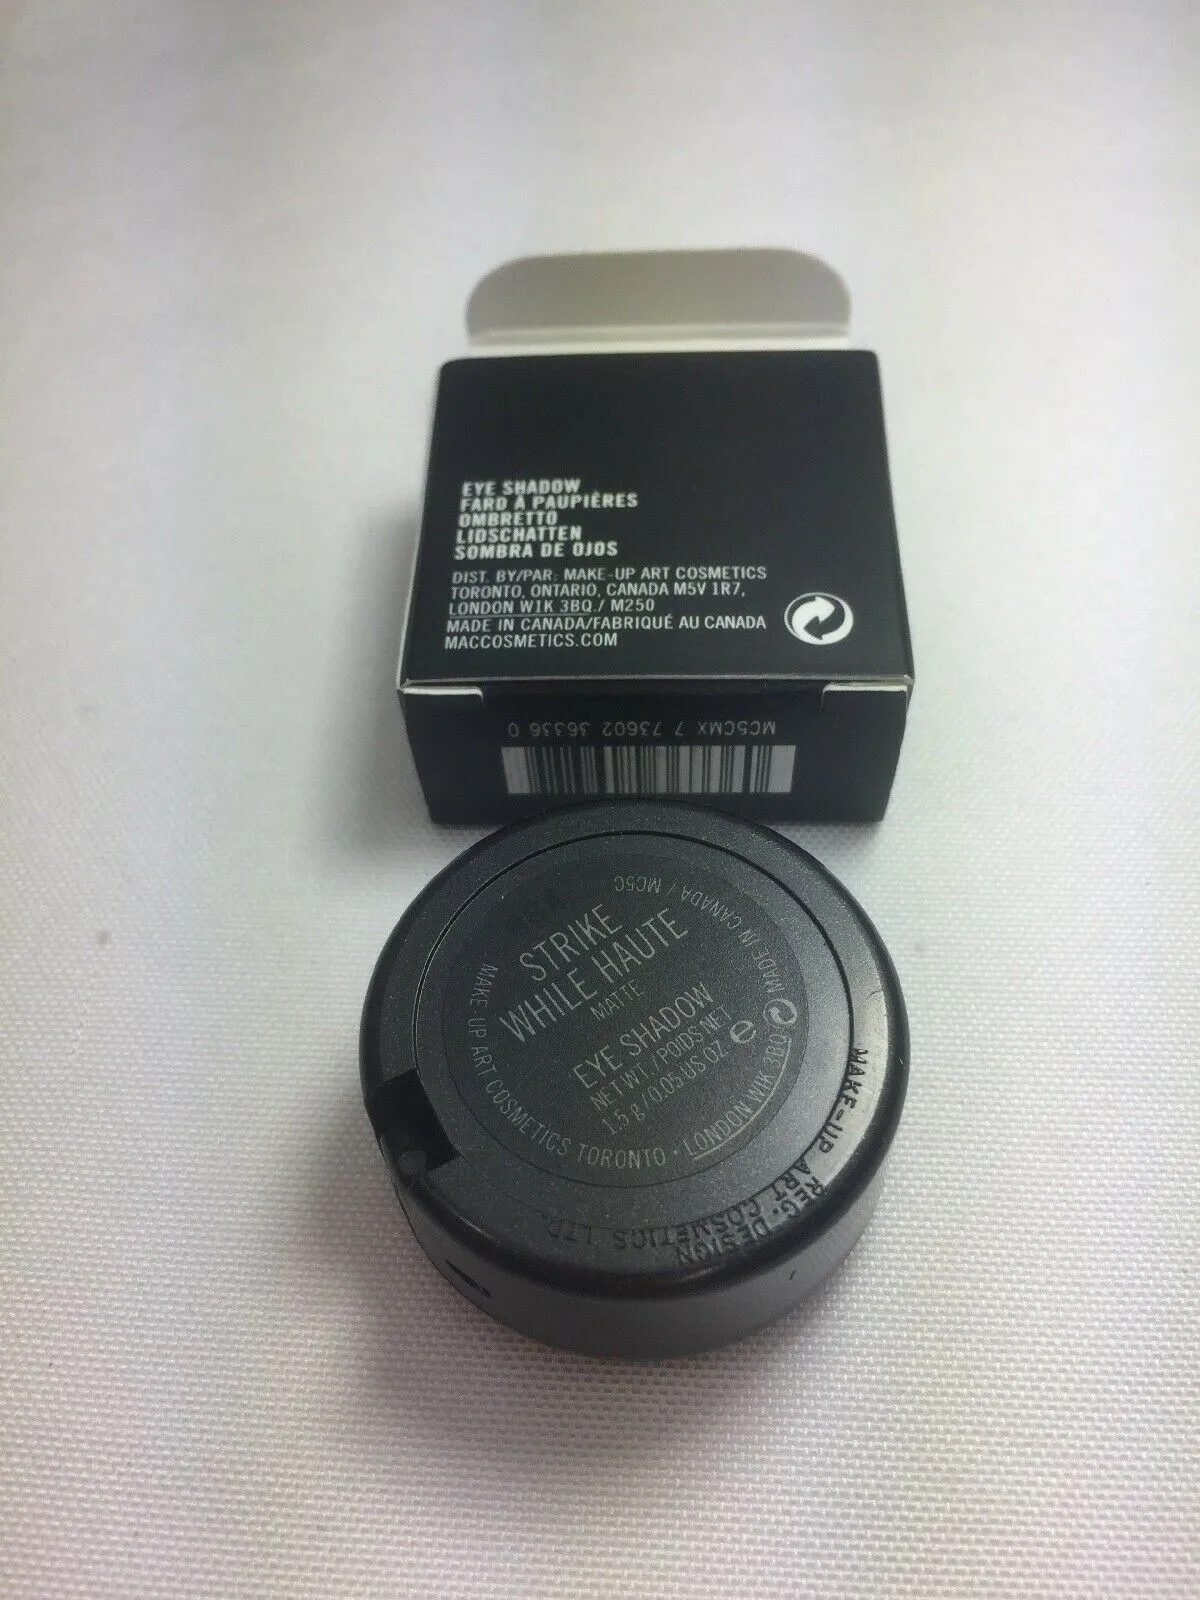 EYE SHADOW
FARD À PAUPIÈRES
OMBRETTO
LIDSCHATTEN
SOMBRA DE OJOS
DIST. BY/PAR: MAKE-UP ART COSMETICS
TORONTO, ONTARIO, CANADA M5V 1R7,
LONDON W1K 3BQ./ M250
MADE IN CANADA/FABRIQUÉ AU CANADA
MACCOSMETICS.COM
MC5CMX 7 73602 36336 0
STRIKE
WHILE HAUTE
MATTE
EYE SHADOW
NET WT./POIDS NET
1.5 g/0.05 US OZ e
MAKE-UP ART COSMETICS TORONTO · LONDON W1K 3BQ
MADE IN CANADA / MC5C
MAKE-UP ART COSMETICS LTD.
REG. DESIGN